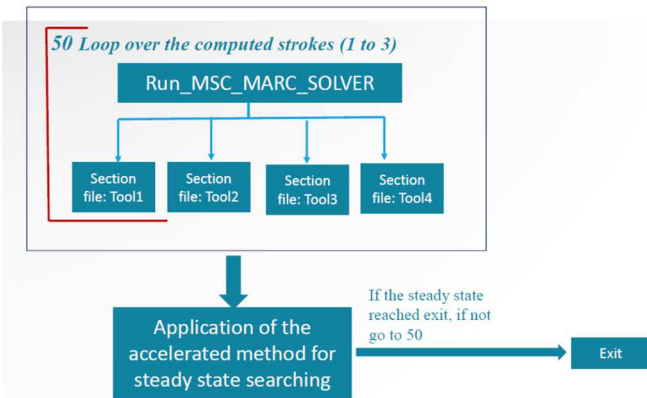 50 Loop over the computed strokes (1 to 3)
Run_MSC_MARC_SOLVER
Section
file: Tool1
Section
file: Tool2
Section
file: Tool3
Section
file: Tool4
Application of the
accelerated method for
steady state searching
If the steady state
reached exit, if not
go to 50
Exit